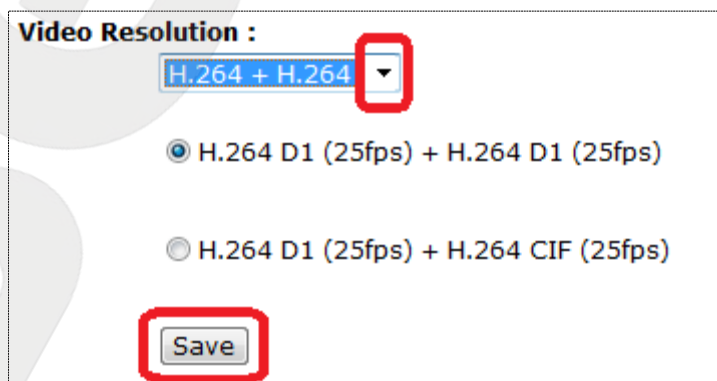 Video Resolution :
H.264 + H.264
H.264 D1 (25fps) + H.264 D1 (25fps)
H.264 D1 (25fps) + H.264 CIF (25fps)
Save